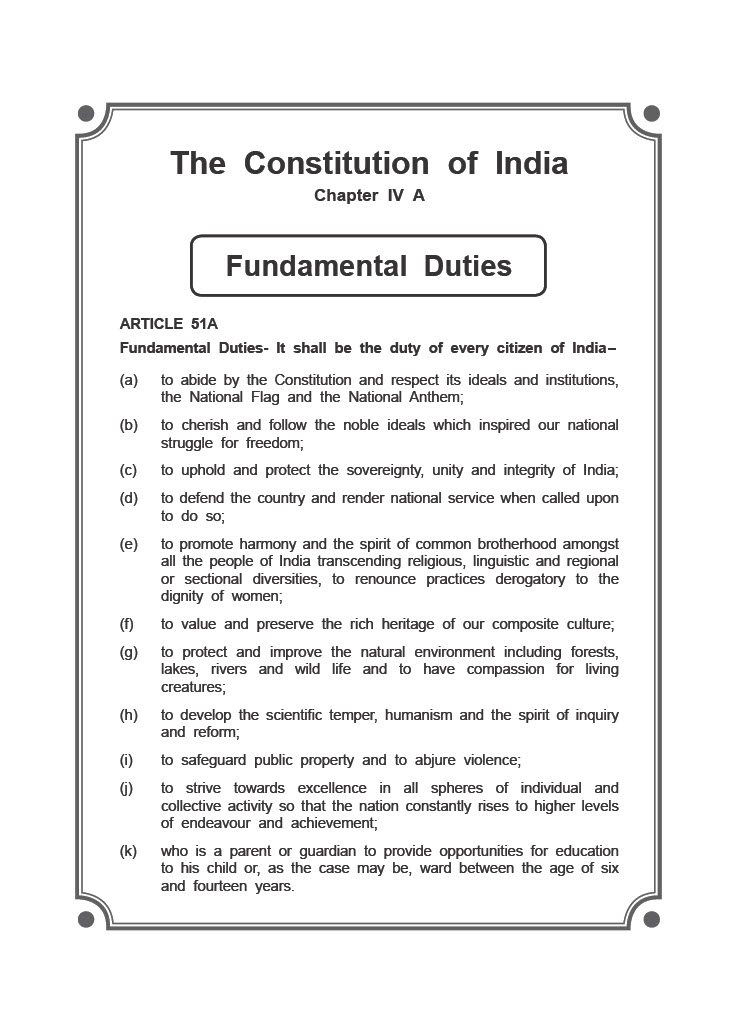 The Constitution of India
Chapter IV A
Fundamental Duties
ARTICLE 51A
Fundamental Duties- It shall be the duty of every citizen of India–
(a) to abide by the Constitution and respect its ideals and institutions,
the National Flag and the National Anthem;
(b) to cherish and follow the noble ideals which inspired our national
struggle for freedom;
(c) to uphold and protect the sovereignty, unity and integrity of India;
(d) to defend the country and render national service when called upon
to do so;
(e) to promote harmony and the spirit of common brotherhood amongst
all the people of India transcending religious, linguistic and regional
or sectional diversities, to renounce practices derogatory to the
dignity of women;
(f) to value and preserve the rich heritage of our composite culture;
(g) to protect and improve the natural environment including forests,
lakes, rivers and wild life and to have compassion for living
creatures;
(h) to develop the scientific temper, humanism and the spirit of inquiry
and reform;
(i) to safeguard public property and to abjure violence;
(j) to strive towards excellence in all spheres of individual and
collective activity so that the nation constantly rises to higher levels
of endeavour and achievement;
(k) who is a parent or guardian to provide opportunities for education
to his child or, as the case may be, ward between the age of six
and fourteen years.